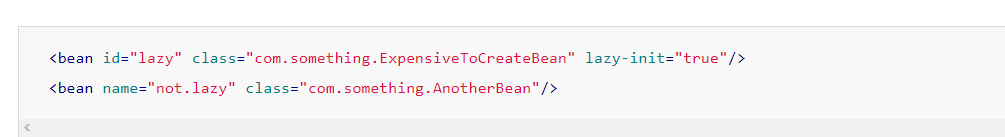 <bean id="lazy" class="com.something.ExpensiveToCreateBean" lazy-init="true"/>
<bean name="not.lazy" class="com.something.AnotherBean"/>